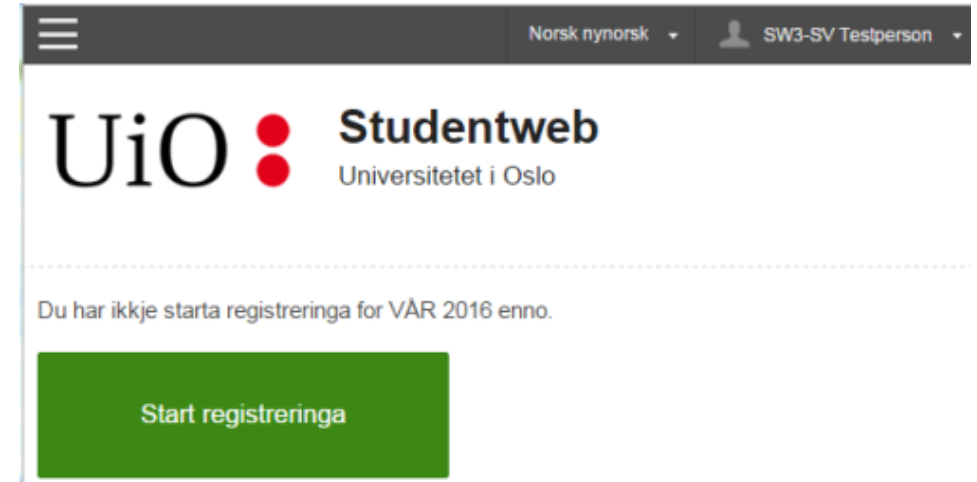 Norsk nynorsk SW3-SV Testperson
UiO : Studentweb
Universitetet i Oslo
Du har ikkje starta registreringa for VÅR 2016 enno.
Start registreringa